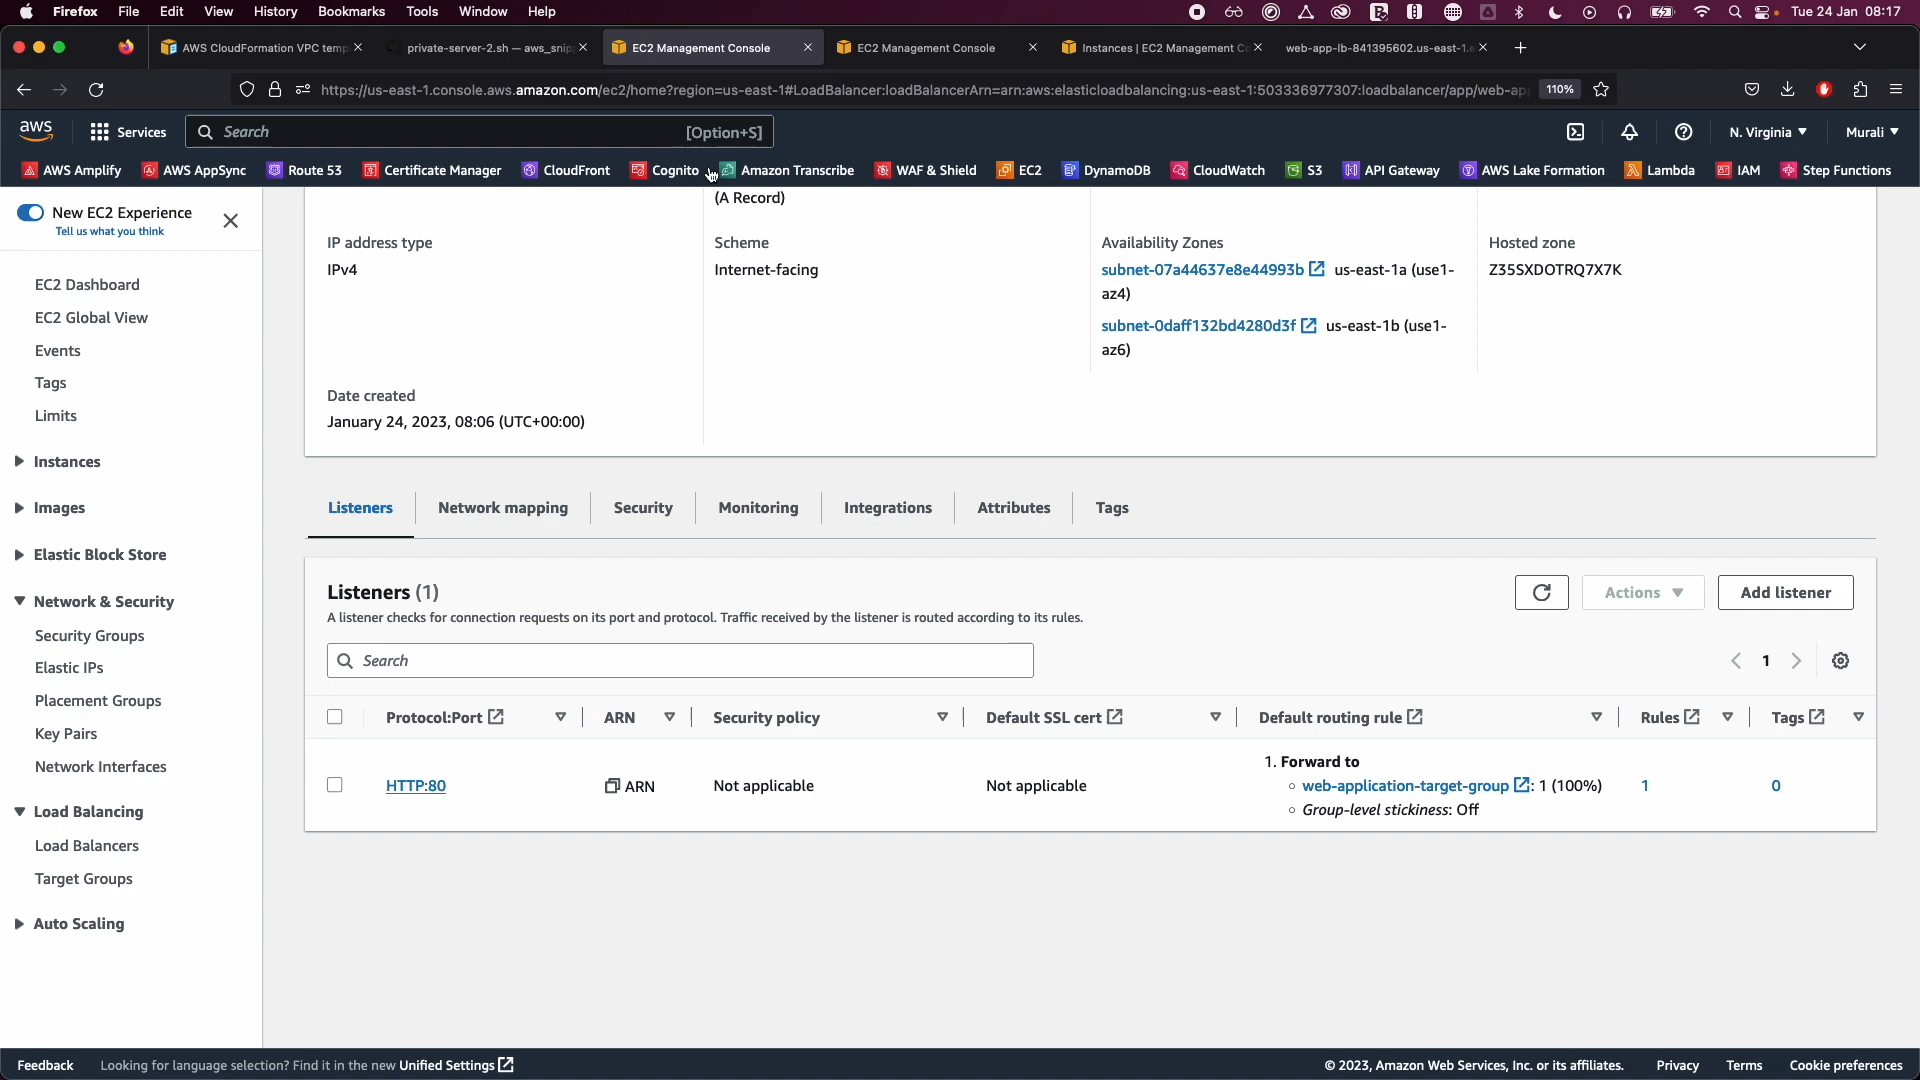 Firefox File Edit View History Bookmarks Tools Window Help Tue 24 Jan 08:17
AWS CloudFormation VPC temp private-server-2.sh — aws_snip EC2 Management Console EC2 Management Console Instances | EC2 Management Co web-app-lb-841395602.us-east-1.e
https://us-east-1.console.aws.amazon.com/ec2/home?region=us-east-1#LoadBalancer:loadBalancerArn=arn:aws:elasticloadbalancing:us-east-1:503336977307:loadbalancer/app/web-ap 110%
aws Services Search [Option+S] N. Virginia Murali
AWS Amplify AWS AppSync Route 53 Certificate Manager CloudFront Cognito Amazon Transcribe WAF & Shield EC2 DynamoDB CloudWatch S3 API Gateway AWS Lake Formation Lambda IAM Step Functions
New EC2 Experience
Tell us what you think
EC2 Dashboard
EC2 Global View
Events
Tags
Limits
Instances
Images
Elastic Block Store
Network & Security
Security Groups
Elastic IPs
Placement Groups
Key Pairs
Network Interfaces
Load Balancing
Load Balancers
Target Groups
Auto Scaling
(A Record)
IP address type
IPv4
Scheme
Internet-facing
Availability Zones
subnet-07a44637e8e44993b us-east-1a (use1-
az4)
subnet-0daff132bd4280d3f us-east-1b (use1-
az6)
Hosted zone
Z35SXDOTRQ7X7K
Date created
January 24, 2023, 08:06 (UTC+00:00)
Listeners Network mapping Security Monitoring Integrations Attributes Tags
Listeners (1)
A listener checks for connection requests on its port and protocol. Traffic received by the listener is routed according to its rules.
Actions Add listener
Search
1
Protocol:Port ARN Security policy Default SSL cert Default routing rule Rules Tags
1. Forward to
HTTP:80 ARN Not applicable Not applicable web-application-target-group: 1 (100%) 1 0
Group-level stickiness: Off
Feedback Looking for language selection? Find it in the new Unified Settings © 2023, Amazon Web Services, Inc. or its affiliates. Privacy Terms Cookie preferences